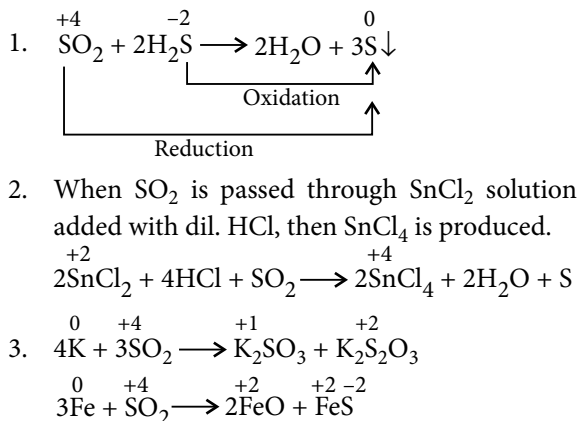 +4 −2 0
1. SO₂ + 2H₂S ⟶ 2H₂O + 3S↓
Oxidation
Reduction
2. When SO₂ is passed through SnCl₂ solution
added with dil. HCl, then SnCl₄ is produced.
+2 +4
2SnCl₂ + 4HCl + SO₂ ⟶ 2SnCl₄ + 2H₂O + S
0 +4 +1 +2
3. 4K + 3SO₂ ⟶ K₂SO₃ + K₂S₂O₃
0 +4 +2 +2 −2
3Fe + SO₂ ⟶ 2FeO + FeS